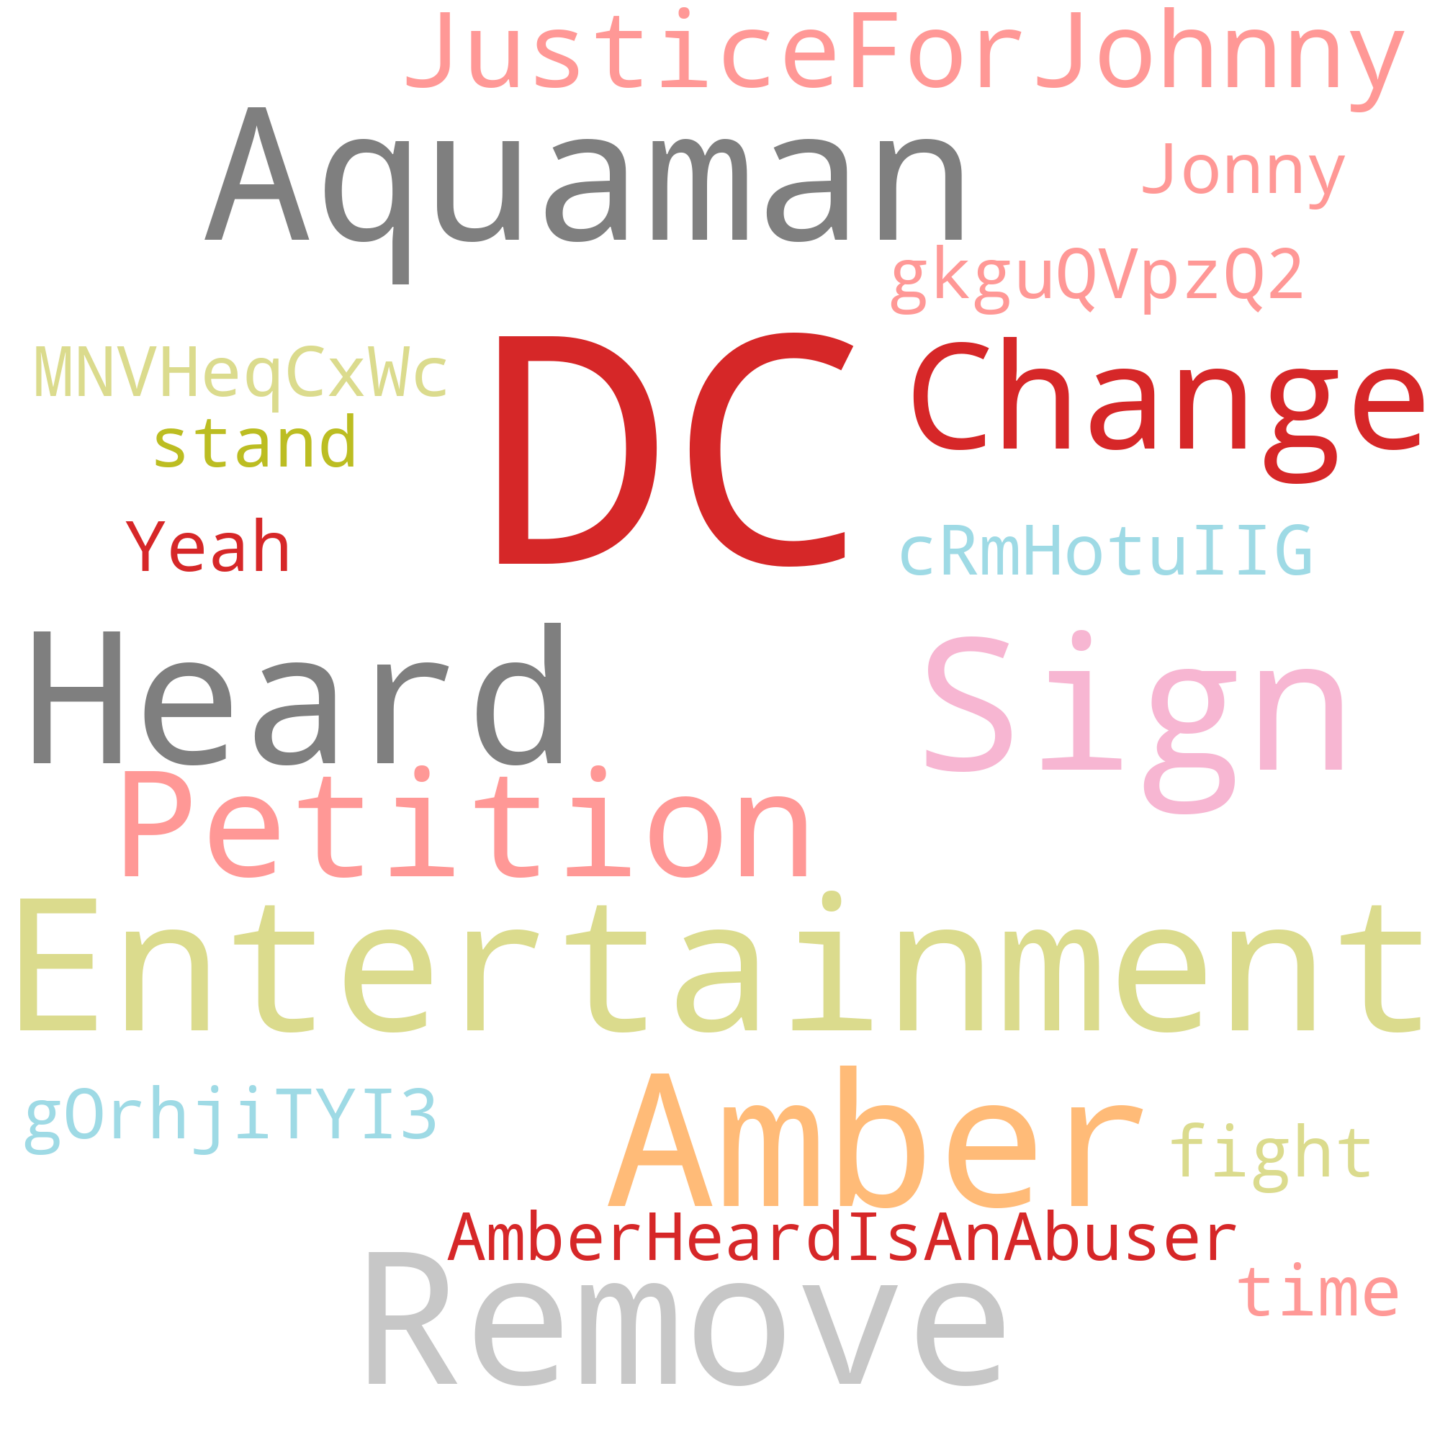 JusticeForJohnny
Aquaman
Jonny
gkguQVpzQ2
MNVHeqCxWc
DC
Change
stand
Yeah
cRmHotuIIG
Heard
Sign
Petition
Entertainment
gOrhjiTYI3
Amber
fight
AmberHeardIsAnAbuser
time
Remove